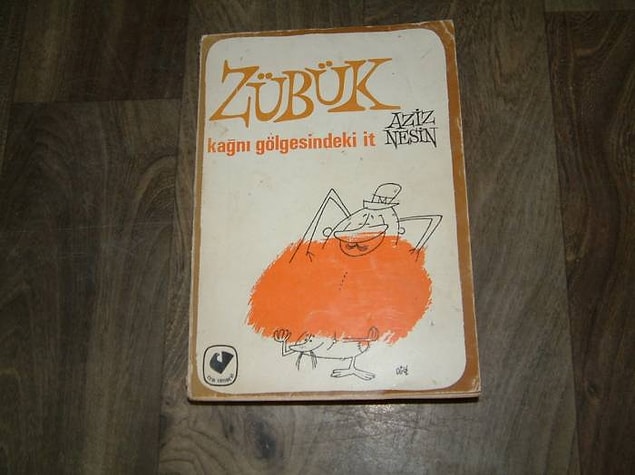 ZÜBÜK
kağnı gölgesindeki it
AZİZ
NESİN